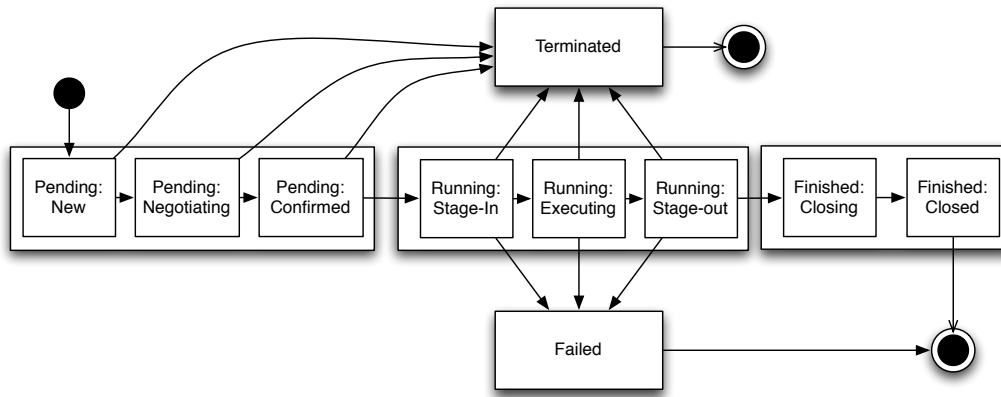 Terminated
Pending:
New
Pending:
Negotiating
Pending:
Confirmed
Running:
Stage-In
Running:
Executing
Running:
Stage-out
Finished:
Closing
Finished:
Closed
Failed